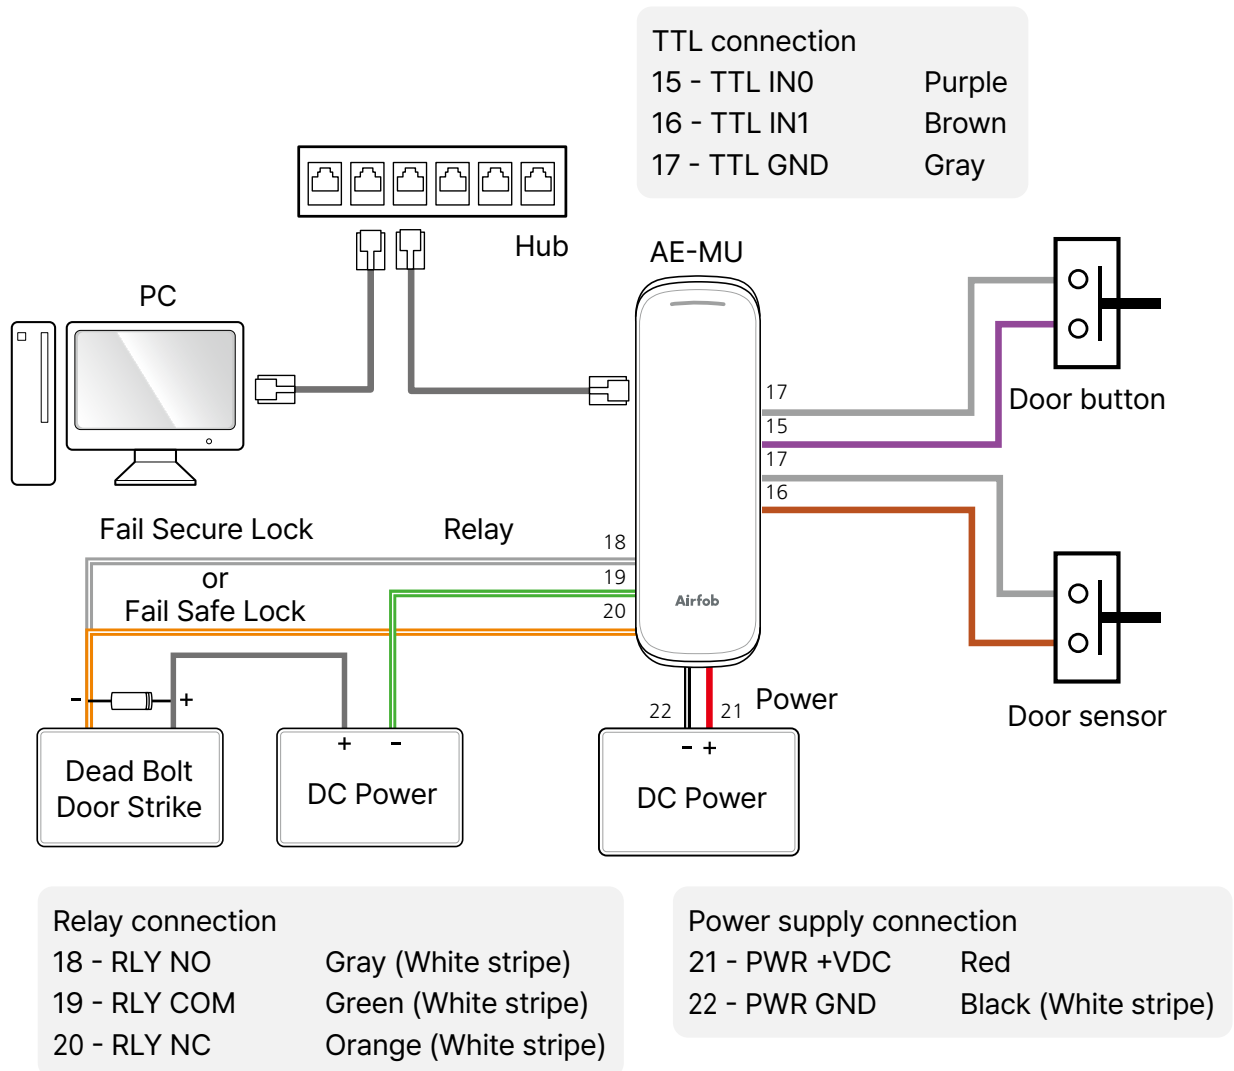 TTL connection
15 - TTL IN0 Purple
16 - TTL IN1 Brown
17 - TTL GND Gray
Hub
AE-MU
PC
17
15
17
16
Door button
Fail Secure Lock
Relay
18
or
19
Fail Safe Lock
20
Airfob
- +
22
21
Power
Door sensor
+ -
- +
Dead Bolt
Door Strike
DC Power
DC Power
Relay connection
18 - RLY NO Gray (White stripe)
19 - RLY COM Green (White stripe)
20 - RLY NC Orange (White stripe)
Power supply connection
21 - PWR +VDC Red
22 - PWR GND Black (White stripe)